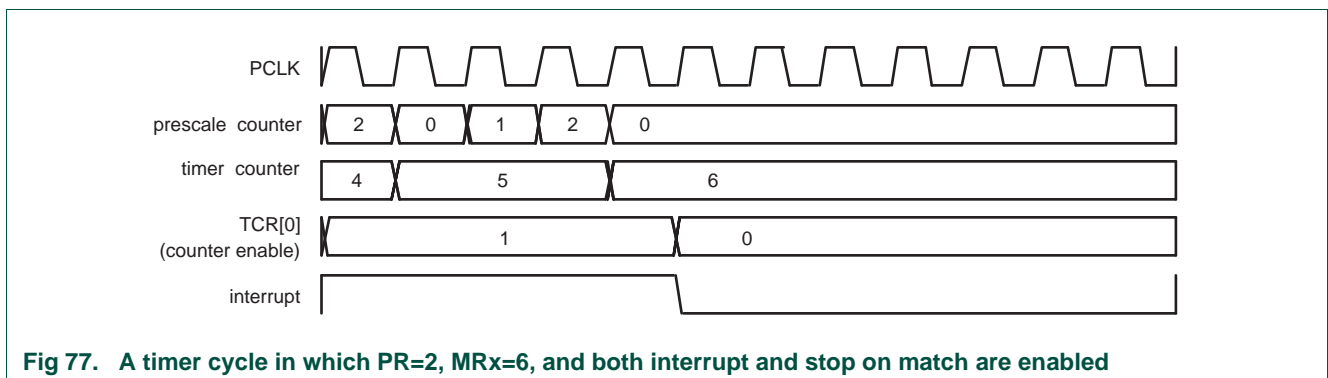 PCLK
prescale counter 2 0 1 2 0
timer counter 4 5 6
TCR[0]
(counter enable) 1 0
interrupt
Fig 77. A timer cycle in which PR=2, MRx=6, and both interrupt and stop on match are enabled